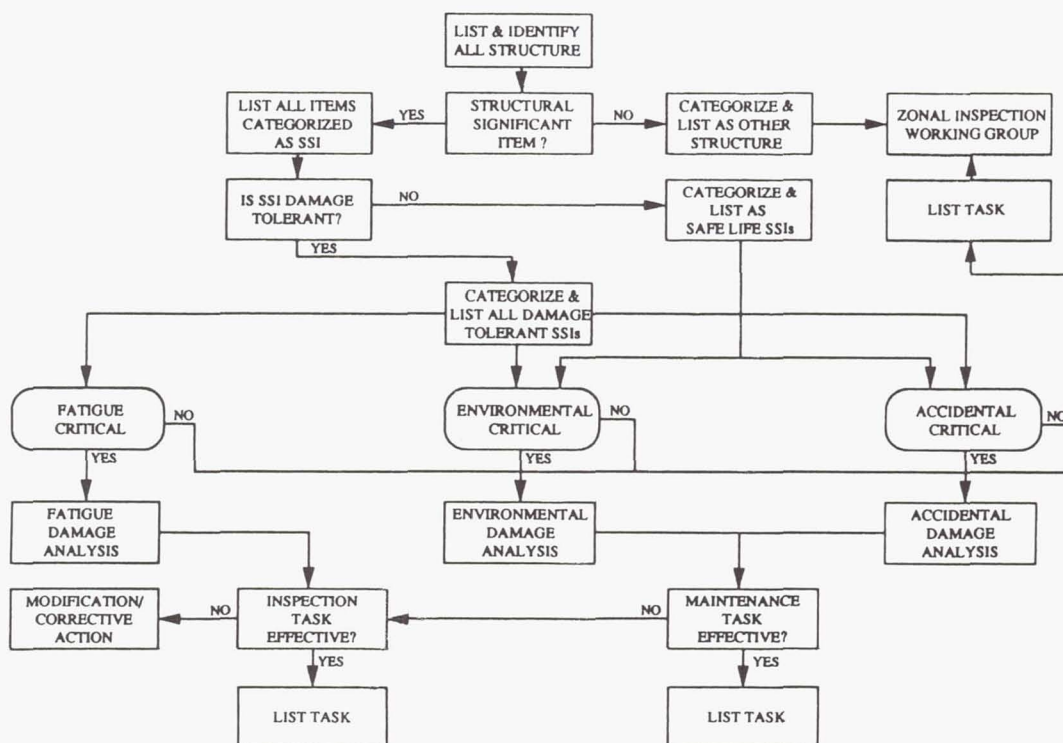 LIST & IDENTIFY
ALL STRUCTURE
LIST ALL ITEMS
CATEGORIZED
AS SSI
YES
STRUCTURAL
SIGNIFICANT
ITEM ?
NO
CATEGORIZE &
LIST AS OTHER
STRUCTURE
ZONAL INSPECTION
WORKING GROUP
IS SSI DAMAGE
TOLERANT?
NO
CATEGORIZE &
LIST AS
SAFE LIFE SSIs
LIST TASK
YES
CATEGORIZE &
LIST ALL DAMAGE
TOLERANT SSIs
FATIGUE
CRITICAL
NO
ENVIRONMENTAL
CRITICAL
NO
ACCIDENTAL
CRITICAL
NO
YES
YES
YES
FATIGUE
DAMAGE
ANALYSIS
ENVIRONMENTAL
DAMAGE
ANALYSIS
ACCIDENTAL
DAMAGE
ANALYSIS
MODIFICATION/
CORRECTIVE
ACTION
NO
INSPECTION
TASK
EFFECTIVE?
NO
MAINTENANCE
TASK
EFFECTIVE?
YES
YES
LIST TASK
LIST TASK